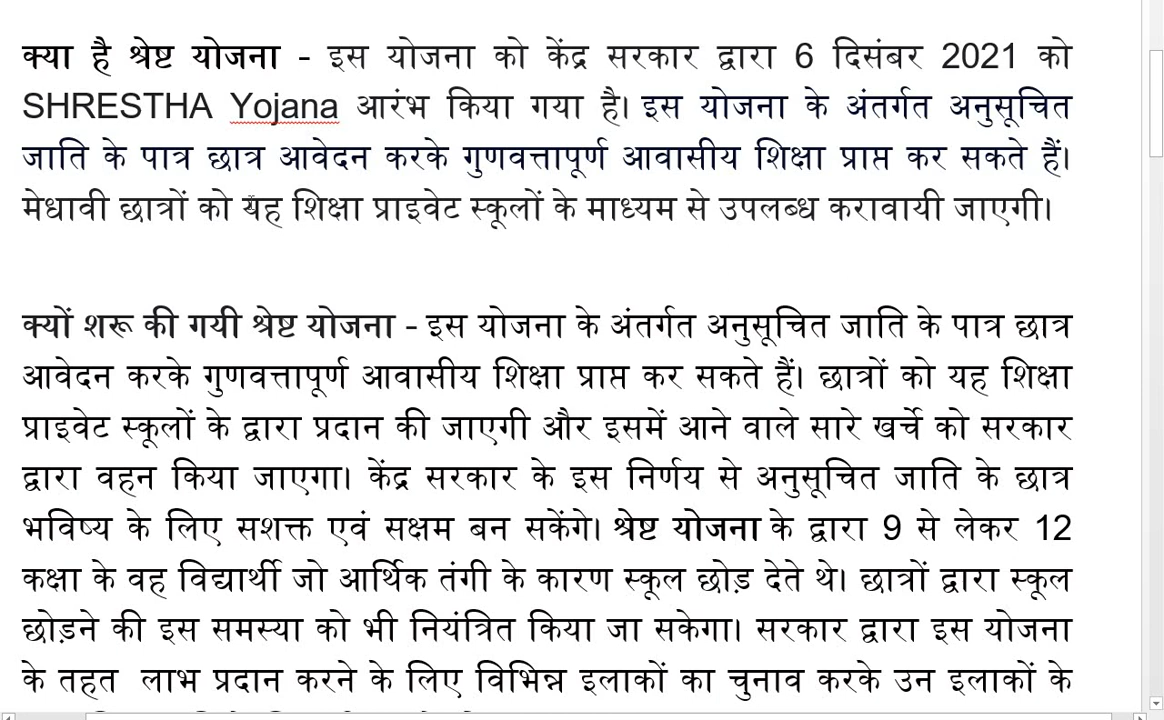 क्या है श्रेष्ट योजना - इस योजना को केंद्र सरकार द्वारा 6 दिसंबर 2021 को
SHRESTHA Yojana आरंभ किया गया है। इस योजना के अंतर्गत अनुसूचित
जाति के पात्र छात्र आवेदन करके गुणवत्तापूर्ण आवासीय शिक्षा प्राप्त कर सकते हैं।
मेधावी छात्रों को यह शिक्षा प्राइवेट स्कूलों के माध्यम से उपलब्ध करावायी जाएगी।
क्यों शरू की गयी श्रेष्ट योजना - इस योजना के अंतर्गत अनुसूचित जाति के पात्र छात्र
आवेदन करके गुणवत्तापूर्ण आवासीय शिक्षा प्राप्त कर सकते हैं। छात्रों को यह शिक्षा
प्राइवेट स्कूलों के द्वारा प्रदान की जाएगी और इसमें आने वाले सारे खर्चे को सरकार
द्वारा वहन किया जाएगा। केंद्र सरकार के इस निर्णय से अनुसूचित जाति के छात्र
भविष्य के लिए सशक्त एवं सक्षम बन सकेंगे। श्रेष्ट योजना के द्वारा 9 से लेकर 12
कक्षा के वह विद्यार्थी जो आर्थिक तंगी के कारण स्कूल छोड़ देते थे। छात्रों द्वारा स्कूल
छोड़ने की इस समस्या को भी नियंत्रित किया जा सकेगा। सरकार द्वारा इस योजना
के तहत लाभ प्रदान करने के लिए विभिन्न इलाकों का चुनाव करके उन इलाकों के